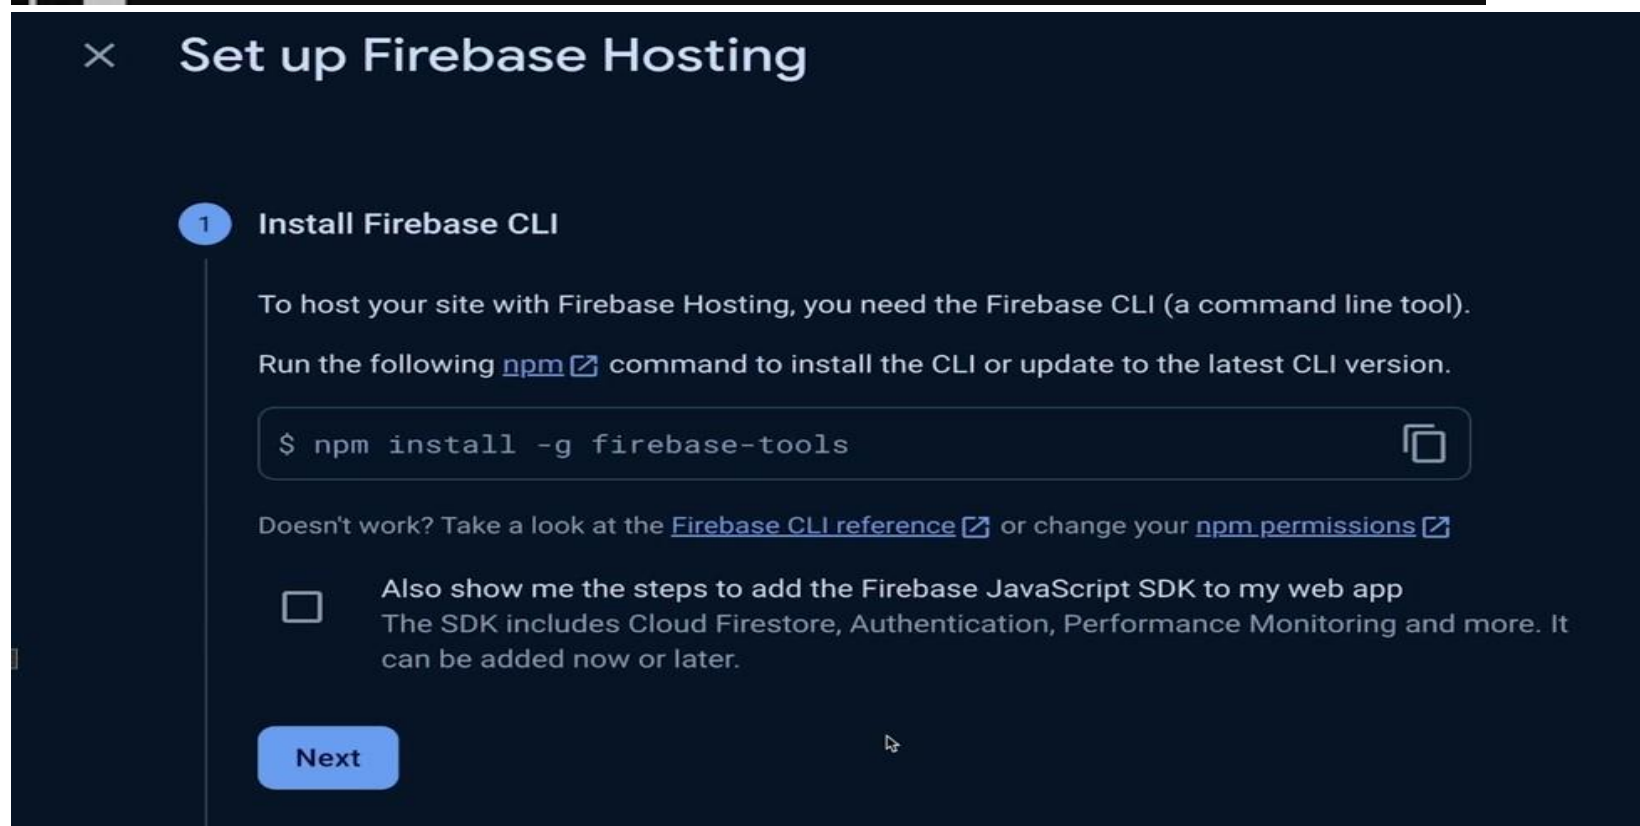 Set up Firebase Hosting
1 Install Firebase CLI
To host your site with Firebase Hosting, you need the Firebase CLI (a command line tool).
Run the following npm command to install the CLI or update to the latest CLI version.
$ npm install -g firebase-tools
Doesn't work? Take a look at the Firebase CLI reference or change your npm permissions
Also show me the steps to add the Firebase JavaScript SDK to my web app
The SDK includes Cloud Firestore, Authentication, Performance Monitoring and more. It
can be added now or later.
Next